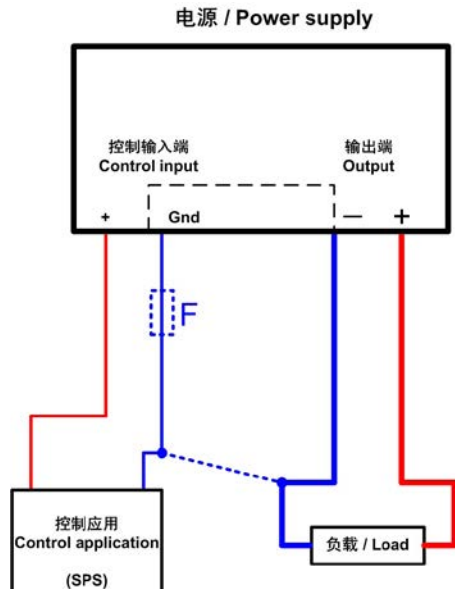 电源 / Power supply
控制输入端
Control input
输出端
Output
+
Gnd
—
+
F
控制应用
Control application
(SPS)
负载 / Load